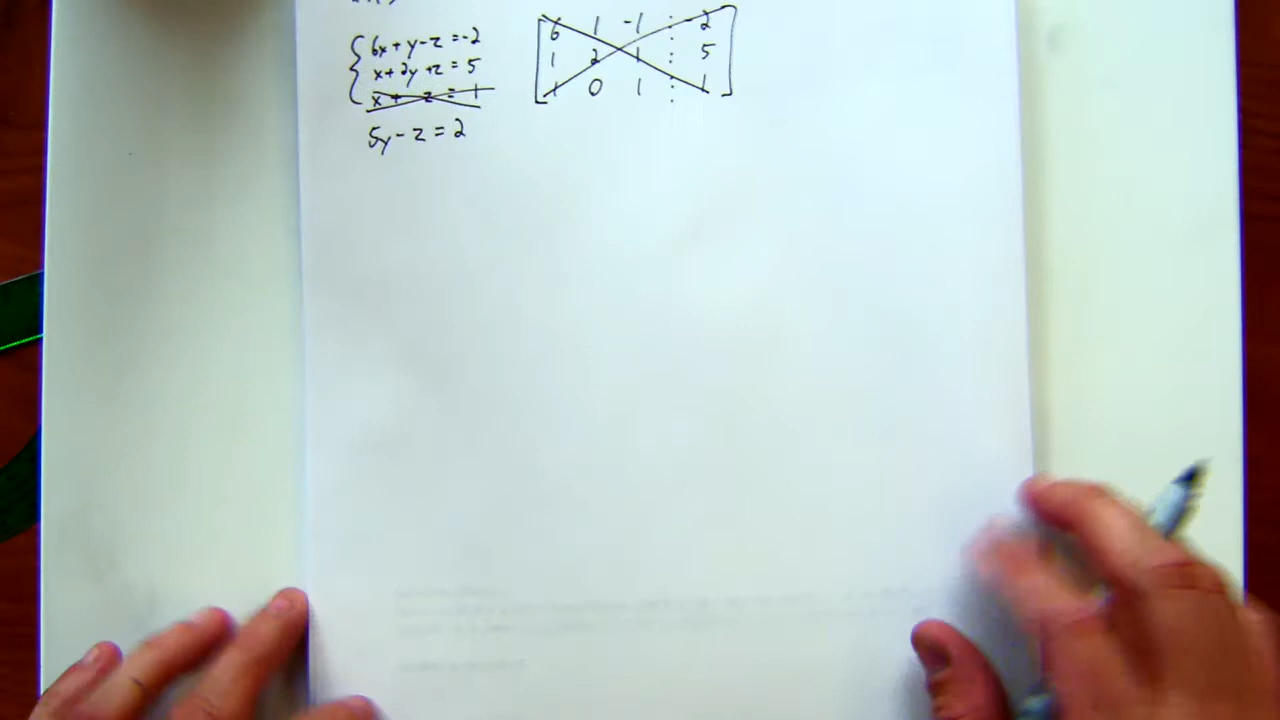 6x + y - z = -2
x + 2y + z = 5
x + z = 1
5y - z = 2
6 1 -1 : -2
1 2 1 : 5
1 0 1 : 1